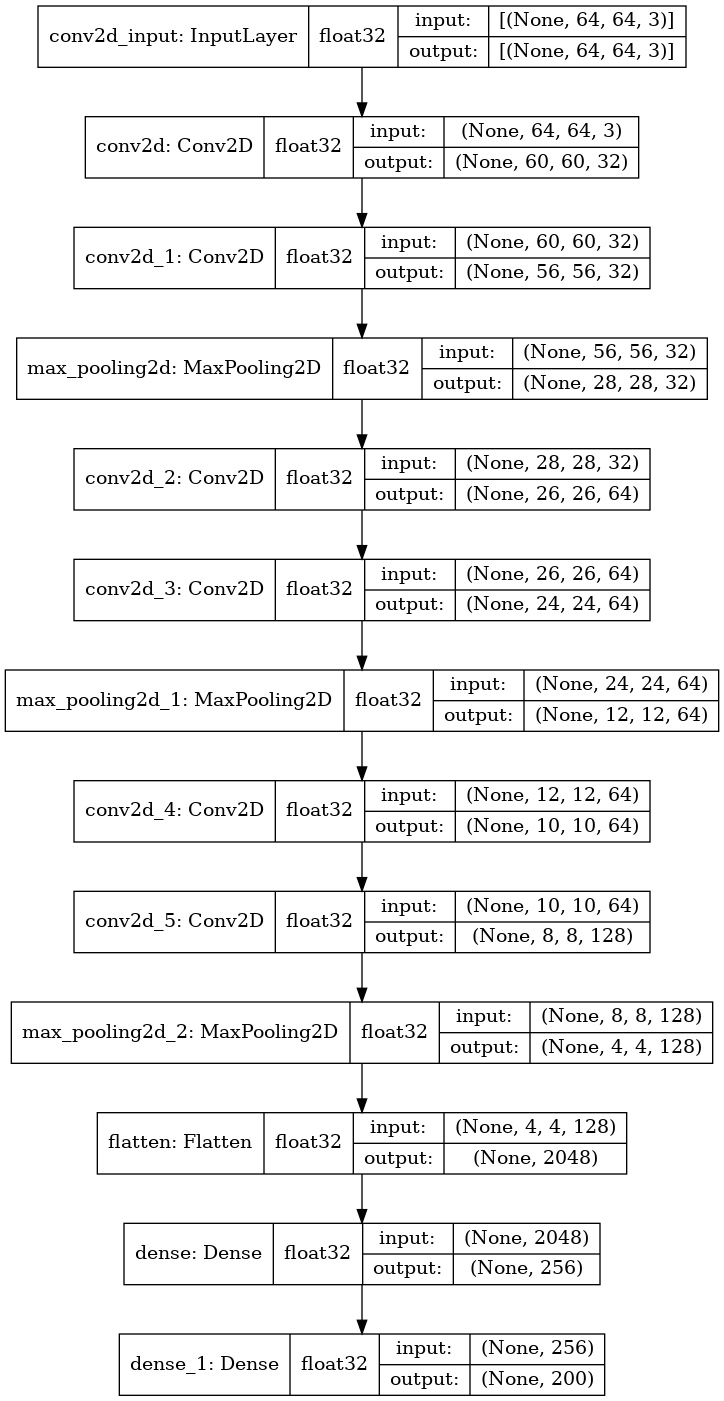 conv2d_input: InputLayer float32 input: [(None, 64, 64, 3)]
output: [(None, 64, 64, 3)]
conv2d: Conv2D float32 input: (None, 64, 64, 3)
output: (None, 60, 60, 32)
conv2d_1: Conv2D float32 input: (None, 60, 60, 32)
output: (None, 56, 56, 32)
max_pooling2d: MaxPooling2D float32 input: (None, 56, 56, 32)
output: (None, 28, 28, 32)
conv2d_2: Conv2D float32 input: (None, 28, 28, 32)
output: (None, 26, 26, 64)
conv2d_3: Conv2D float32 input: (None, 26, 26, 64)
output: (None, 24, 24, 64)
max_pooling2d_1: MaxPooling2D float32 input: (None, 24, 24, 64)
output: (None, 12, 12, 64)
conv2d_4: Conv2D float32 input: (None, 12, 12, 64)
output: (None, 10, 10, 64)
conv2d_5: Conv2D float32 input: (None, 10, 10, 64)
output: (None, 8, 8, 128)
max_pooling2d_2: MaxPooling2D float32 input: (None, 8, 8, 128)
output: (None, 4, 4, 128)
flatten: Flatten float32 input: (None, 4, 4, 128)
output: (None, 2048)
dense: Dense float32 input: (None, 2048)
output: (None, 256)
dense_1: Dense float32 input: (None, 256)
output: (None, 200)